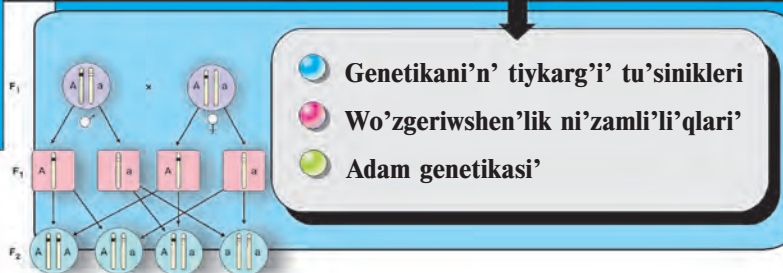 F₁
A a x A a
Genetikani’n’ tiykarg’i’ tu’sinikleri
Wo’zgeriwshen’lik ni’zamli’li’qlari’
Adam genetikasi’
F₁ A a A a
F₂ A A A a A a a a